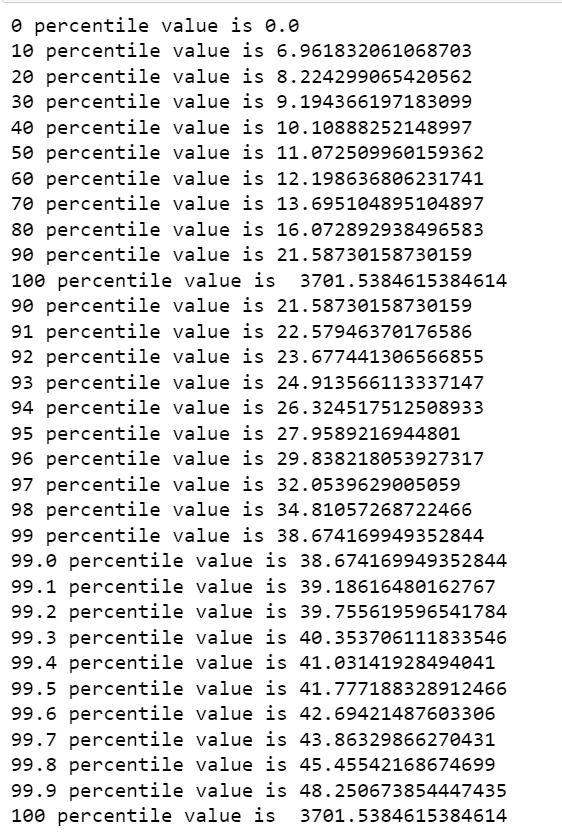 0 percentile value is 0.0
10 percentile value is 6.961832061068703
20 percentile value is 8.224299065420562
30 percentile value is 9.194366197183099
40 percentile value is 10.10888252148997
50 percentile value is 11.072509960159362
60 percentile value is 12.198636806231741
70 percentile value is 13.695104895104897
80 percentile value is 16.072892938496583
90 percentile value is 21.58730158730159
100 percentile value is  3701.5384615384614
90 percentile value is 21.58730158730159
91 percentile value is 22.57946370176586
92 percentile value is 23.677441306566855
93 percentile value is 24.913566113337147
94 percentile value is 26.324517512508933
95 percentile value is 27.9589216944801
96 percentile value is 29.838218053927317
97 percentile value is 32.0539629005059
98 percentile value is 34.81057268722466
99 percentile value is 38.674169949352844
99.0 percentile value is 38.674169949352844
99.1 percentile value is 39.18616480162767
99.2 percentile value is 39.755619596541784
99.3 percentile value is 40.353706111833546
99.4 percentile value is 41.03141928494041
99.5 percentile value is 41.777188328912466
99.6 percentile value is 42.69421487603306
99.7 percentile value is 43.86329866270431
99.8 percentile value is 45.45542168674699
99.9 percentile value is 48.250673854447435
100 percentile value is  3701.5384615384614